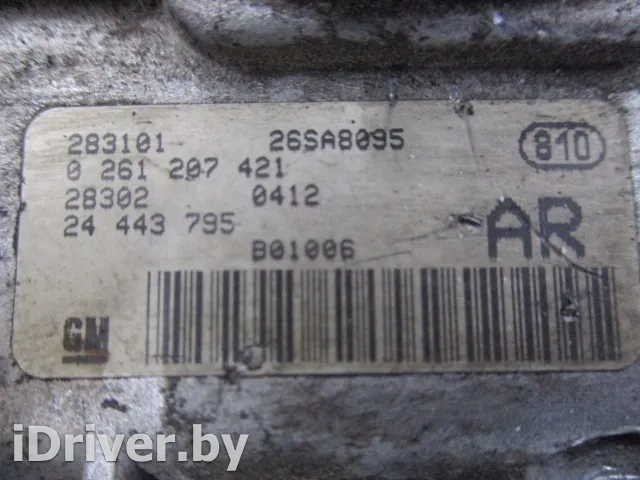 283101 26SA8095
810
0 261 207 421
28302 0412
24 443 795
AR
B01006
GM
iDriver.by